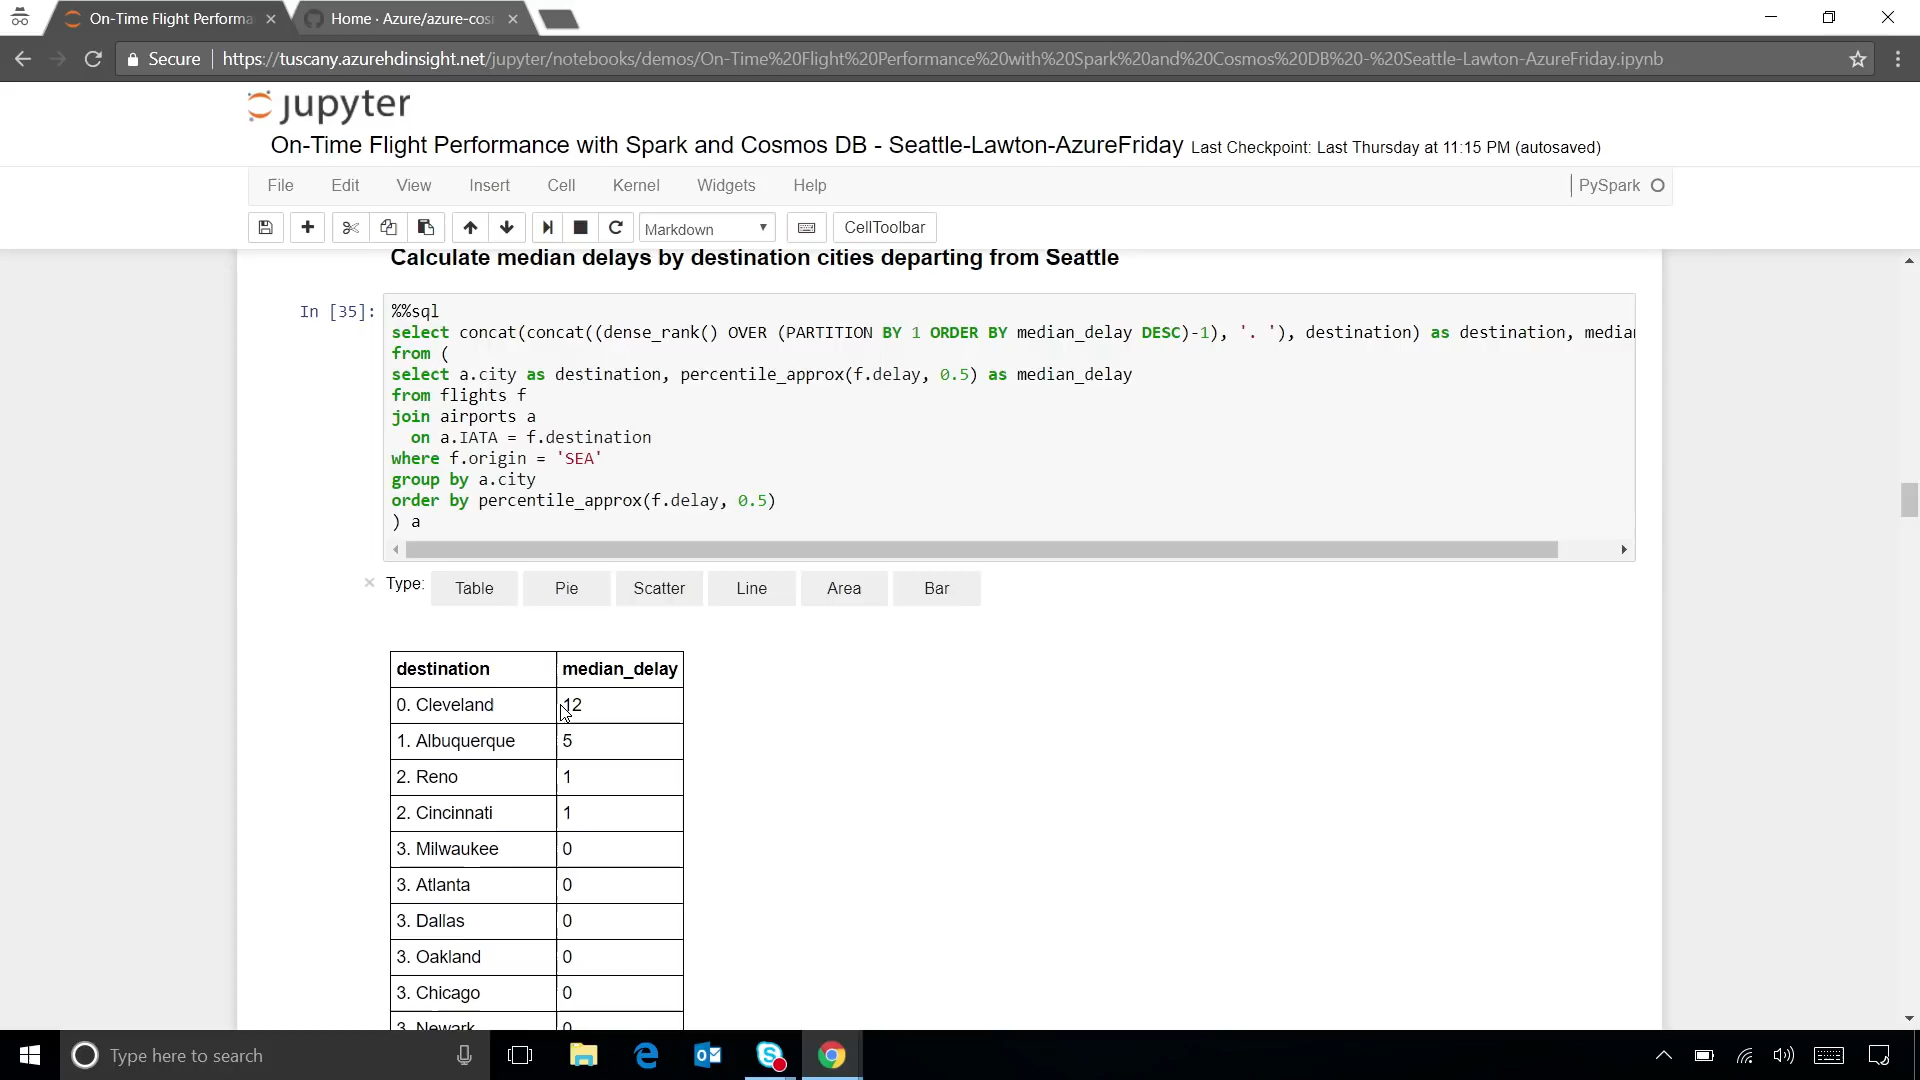 On-Time Flight Performa
Home · Azure/azure-cos
Secure https://tuscany.azurehdinsight.net/jupyter/notebooks/demos/On-Time%20Flight%20Performance%20with%20Spark%20and%20Cosmos%20DB%20-%20Seattle-Lawton-AzureFriday.ipynb
jupyter
On-Time Flight Performance with Spark and Cosmos DB - Seattle-Lawton-AzureFriday Last Checkpoint: Last Thursday at 11:15 PM (autosaved)
File Edit View Insert Cell Kernel Widgets Help PySpark
Markdown CellToolbar
Calculate median delays by destination cities departing from Seattle
In [35]: %%sql
select concat(concat((dense_rank() OVER (PARTITION BY 1 ORDER BY median_delay DESC)-1), '. '), destination) as destination, media
from (
select a.city as destination, percentile_approx(f.delay, 0.5) as median_delay
from flights f
join airports a
on a.IATA = f.destination
where f.origin = 'SEA'
group by a.city
order by percentile_approx(f.delay, 0.5)
) a
Type: Table Pie Scatter Line Area Bar
destination median_delay
0. Cleveland 12
1. Albuquerque 5
2. Reno 1
2. Cincinnati 1
3. Milwaukee 0
3. Atlanta 0
3. Dallas 0
3. Oakland 0
3. Chicago 0
3. Newark 0
Type here to search